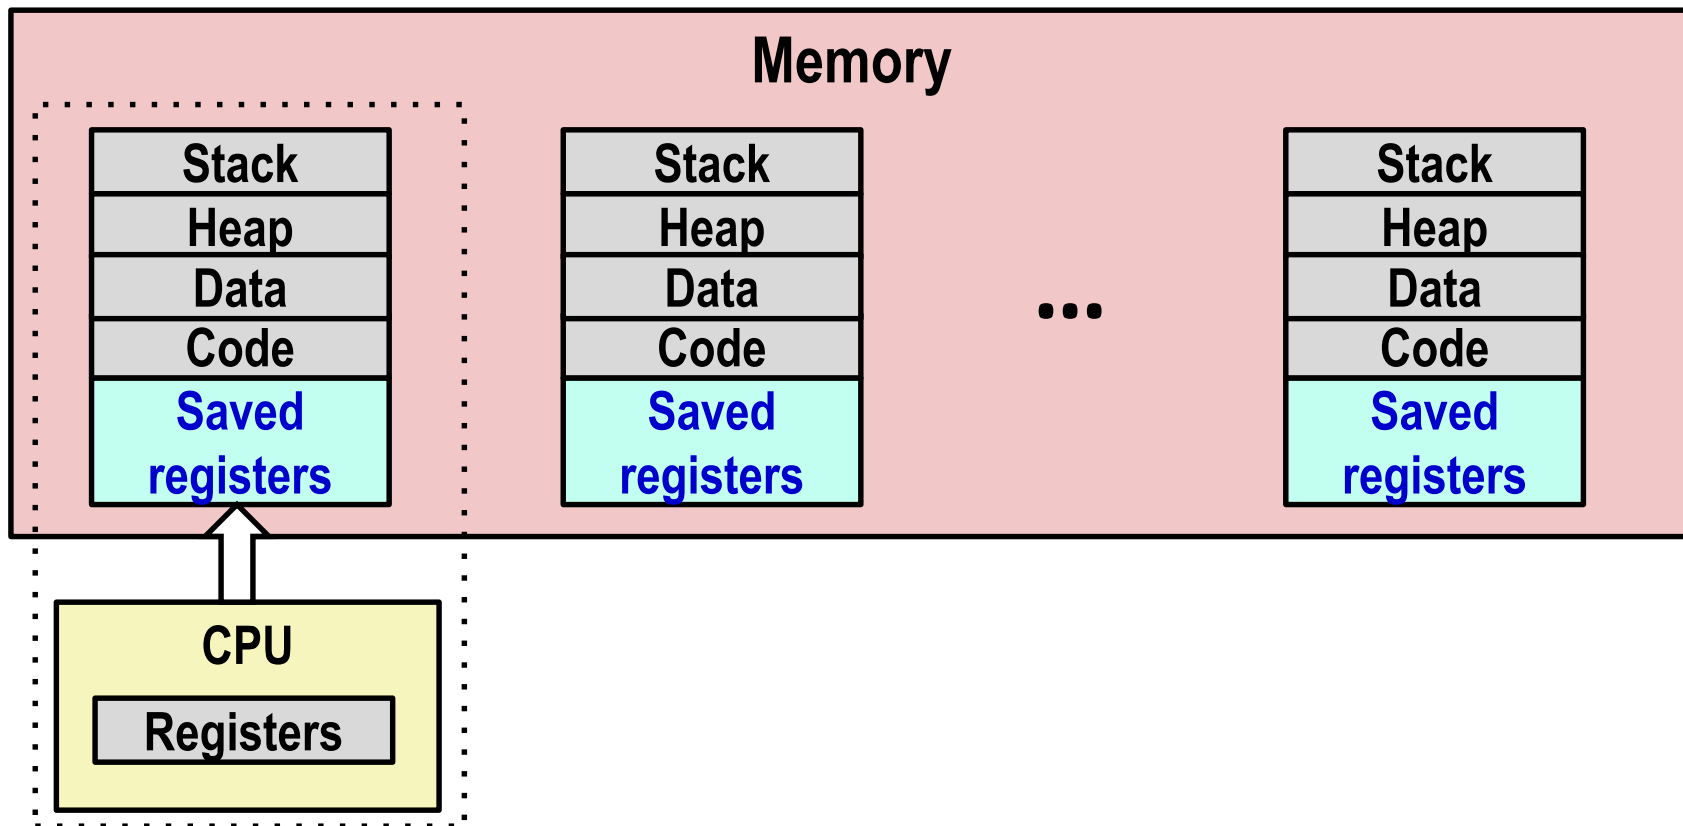 Memory
Stack
Heap
Data
Code
Saved
registers
Stack
Heap
Data
Code
Saved
registers
...
Stack
Heap
Data
Code
Saved
registers
CPU
Registers